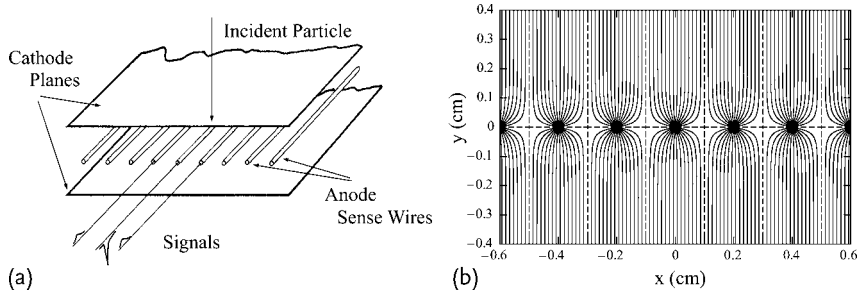 Incident Particle
Cathode
Planes
Anode
Sense Wires
Signals
(a)
0.4
0.3
0.2
0.1
0
−0.1
−0.2
−0.3
−0.4
y (cm)
−0.6 −0.4 −0.2 0 0.2 0.4 0.6
x (cm)
(b)